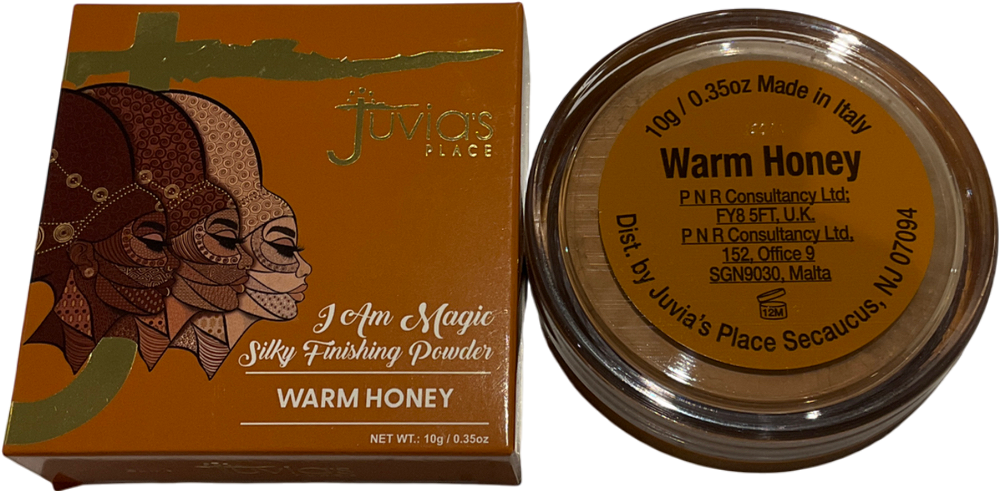 Juvia's
PLACE
I Am Magic
Silky Finishing Powder
WARM HONEY
NET WT.: 10g / 0.35oz
Juvia's
10g / 0.35oz Made in Italy
Warm Honey
P N R Consultancy Ltd;
FY8 5FT, U.K.
P N R Consultancy Ltd,
152, Office 9
SGN9030, Malta
12M
Dist. by Juvia's Place Secaucus, NJ 07094